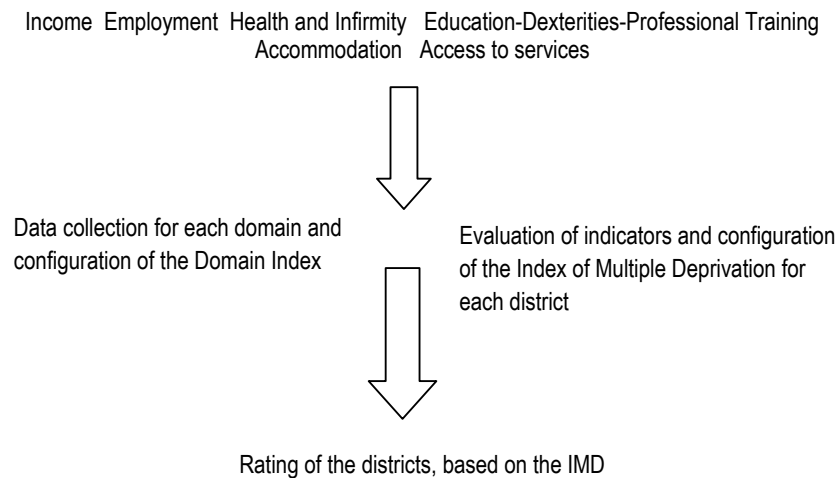 Income Employment Health and Infirmity Education-Dexterities-Professional Training
Accommodation Access to services
Data collection for each domain and
configuration of the Domain Index
Evaluation of indicators and configuration
of the Index of Multiple Deprivation for
each district
Rating of the districts, based on the IMD